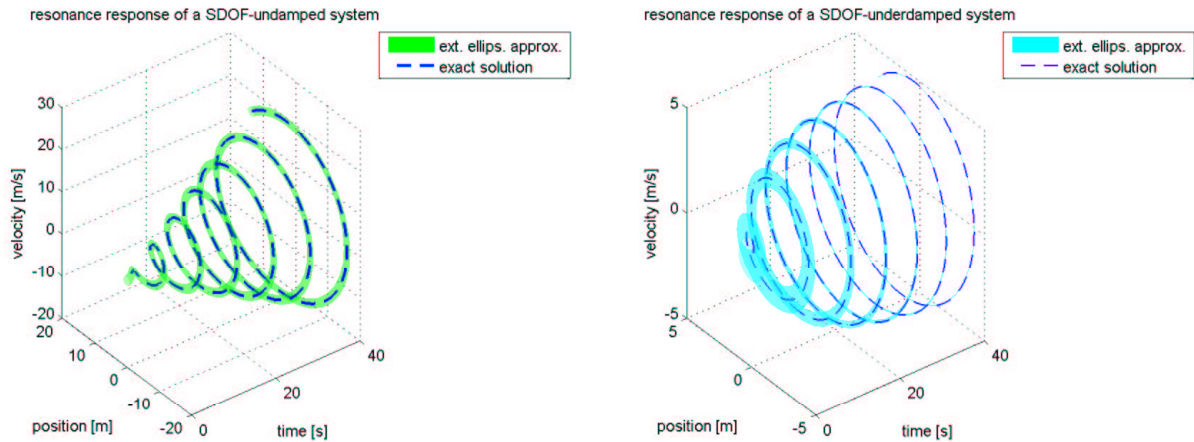 resonance response of a SDOF-undamped system
ext. ellips. approx.
exact solution
30
20
10
0
-10
-20
velocity [m/s]
20
10
0
-10
-20
position [m]
0
20
40
time [s]
resonance response of a SDOF-underdamped system
ext. ellips. approx.
exact solution
5
0
-5
velocity [m/s]
5
0
-5
position [m]
0
20
40
time [s]